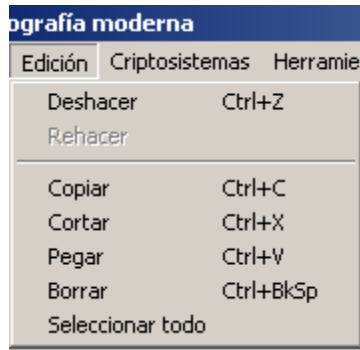 ografía moderna
Edición Criptosistemas Herramie
Deshacer Ctrl+Z
Rehacer
Copiar Ctrl+C
Cortar Ctrl+X
Pegar Ctrl+V
Borrar Ctrl+BkSp
Seleccionar todo